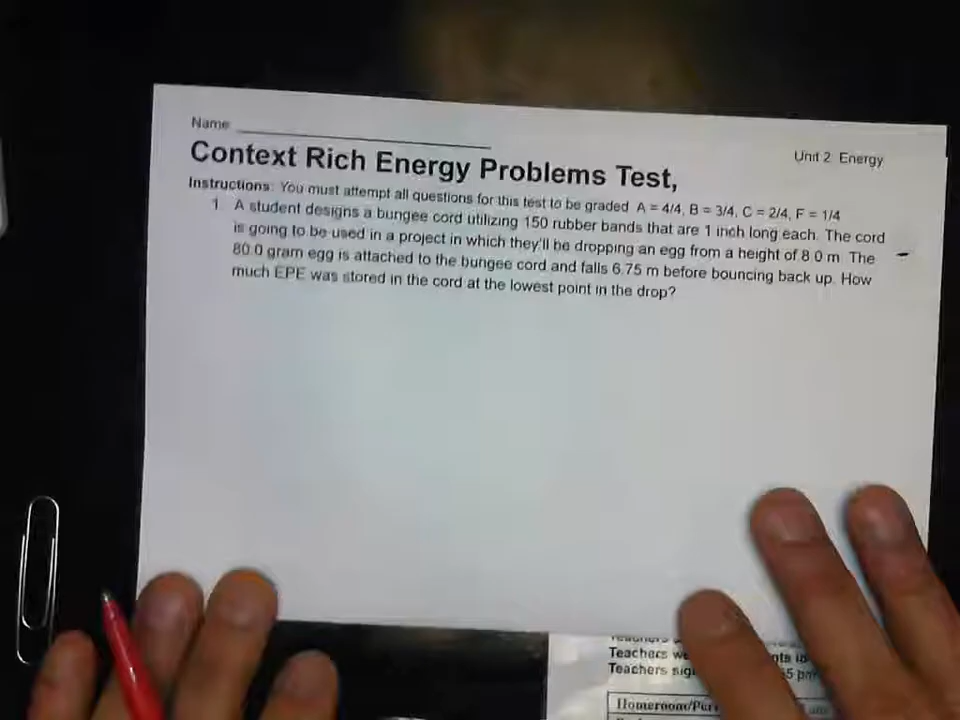 Name
Unit 2: Energy
Context Rich Energy Problems Test,
Instructions: You must attempt all questions for this test to be graded A = 4/4, B = 3/4, C = 2/4, F = 1/4
1. A student designs a bungee cord utilizing 150 rubber bands that are 1 inch long each. The cord
is going to be used in a project in which they'll be dropping an egg from a height of 8.0 m. The
80.0 gram egg is attached to the bungee cord and falls 6.75 m before bouncing back up. How
much EPE was stored in the cord at the lowest point in the drop?
Teachers
Teachers
Homeroom/